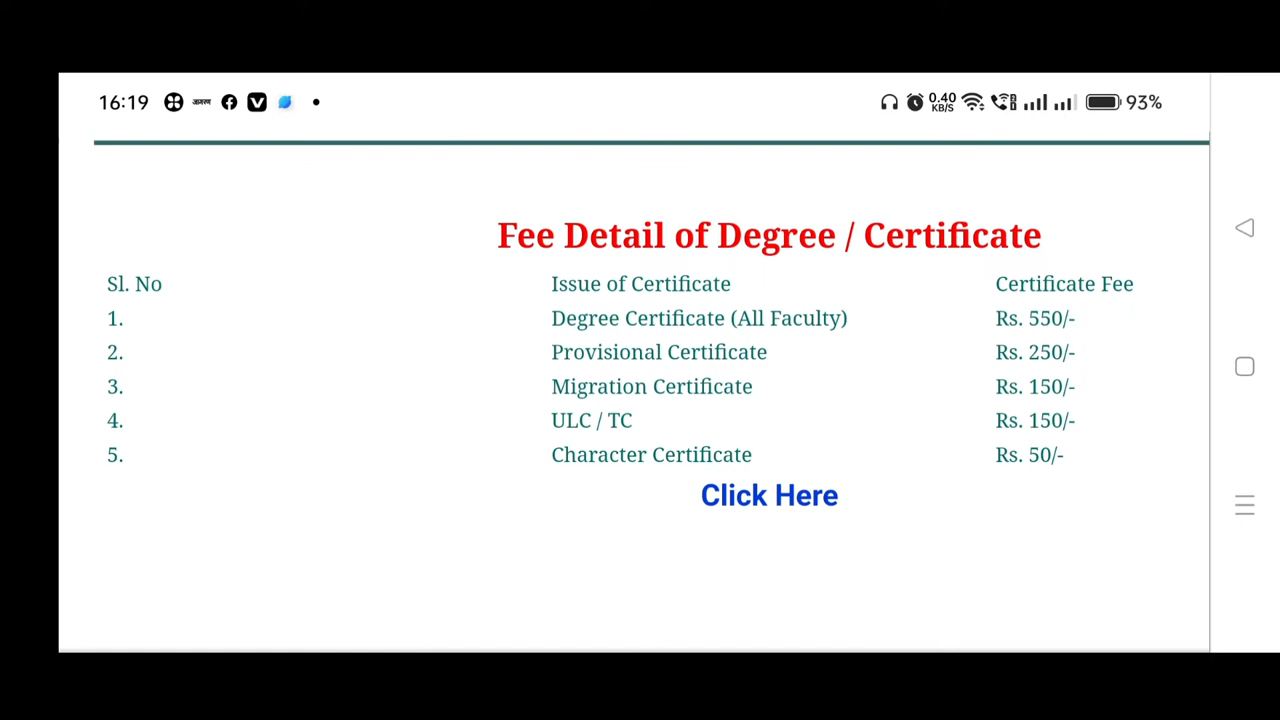 16:19 जागरण 0.40 KB/S 93%
Fee Detail of Degree / Certificate
Sl. No Issue of Certificate Certificate Fee
1. Degree Certificate (All Faculty) Rs. 550/-
2. Provisional Certificate Rs. 250/-
3. Migration Certificate Rs. 150/-
4. ULC / TC Rs. 150/-
5. Character Certificate Rs. 50/-
Click Here